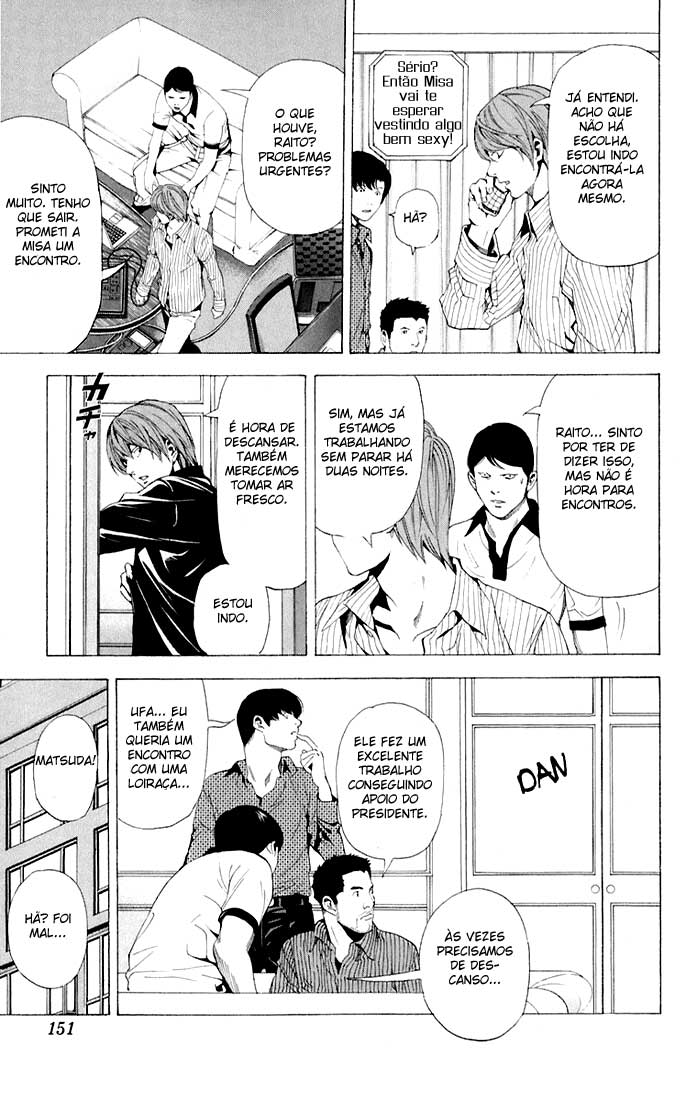 JÁ ENTENDI.
ACHO QUE
NÃO HÁ
ESCOLHA,
ESTOU INDO
ENCONTRÁ-LA
AGORA
MESMO.
Sério?
Então Misa
vai te
esperar
vestindo algo
bem sexy!
HÃ?
O QUE
HOUVE,
RAITO?
PROBLEMAS
URGENTES?
SINTO
MUITO. TENHO
QUE SAIR.
PROMETI A
MISA UM
ENCONTRO.
RAITO... SINTO
POR TER DE
DIZER ISSO,
MAS NÃO É
HORA PARA
ENCONTROS.
SIM, MAS JÁ
ESTAMOS
TRABALHANDO
SEM PARAR HÁ
DUAS NOITES.
É HORA DE
DESCANSAR.
TAMBÉM
MERECEMOS
TOMAR AR
FRESCO.
ESTOU
INDO.
ガチャ
DAN
ELE FEZ UM
EXCELENTE
TRABALHO
CONSEGUINDO
APOIO DO
PRESIDENTE.
ÀS VEZES
PRECISAMOS
DE DES-
CANSO...
UFA... EU
TAMBÉM
QUERIA UM
ENCONTRO
COM UMA
LOIRAÇA...
MATSUDA!
HÃ? FOI
MAL...
151